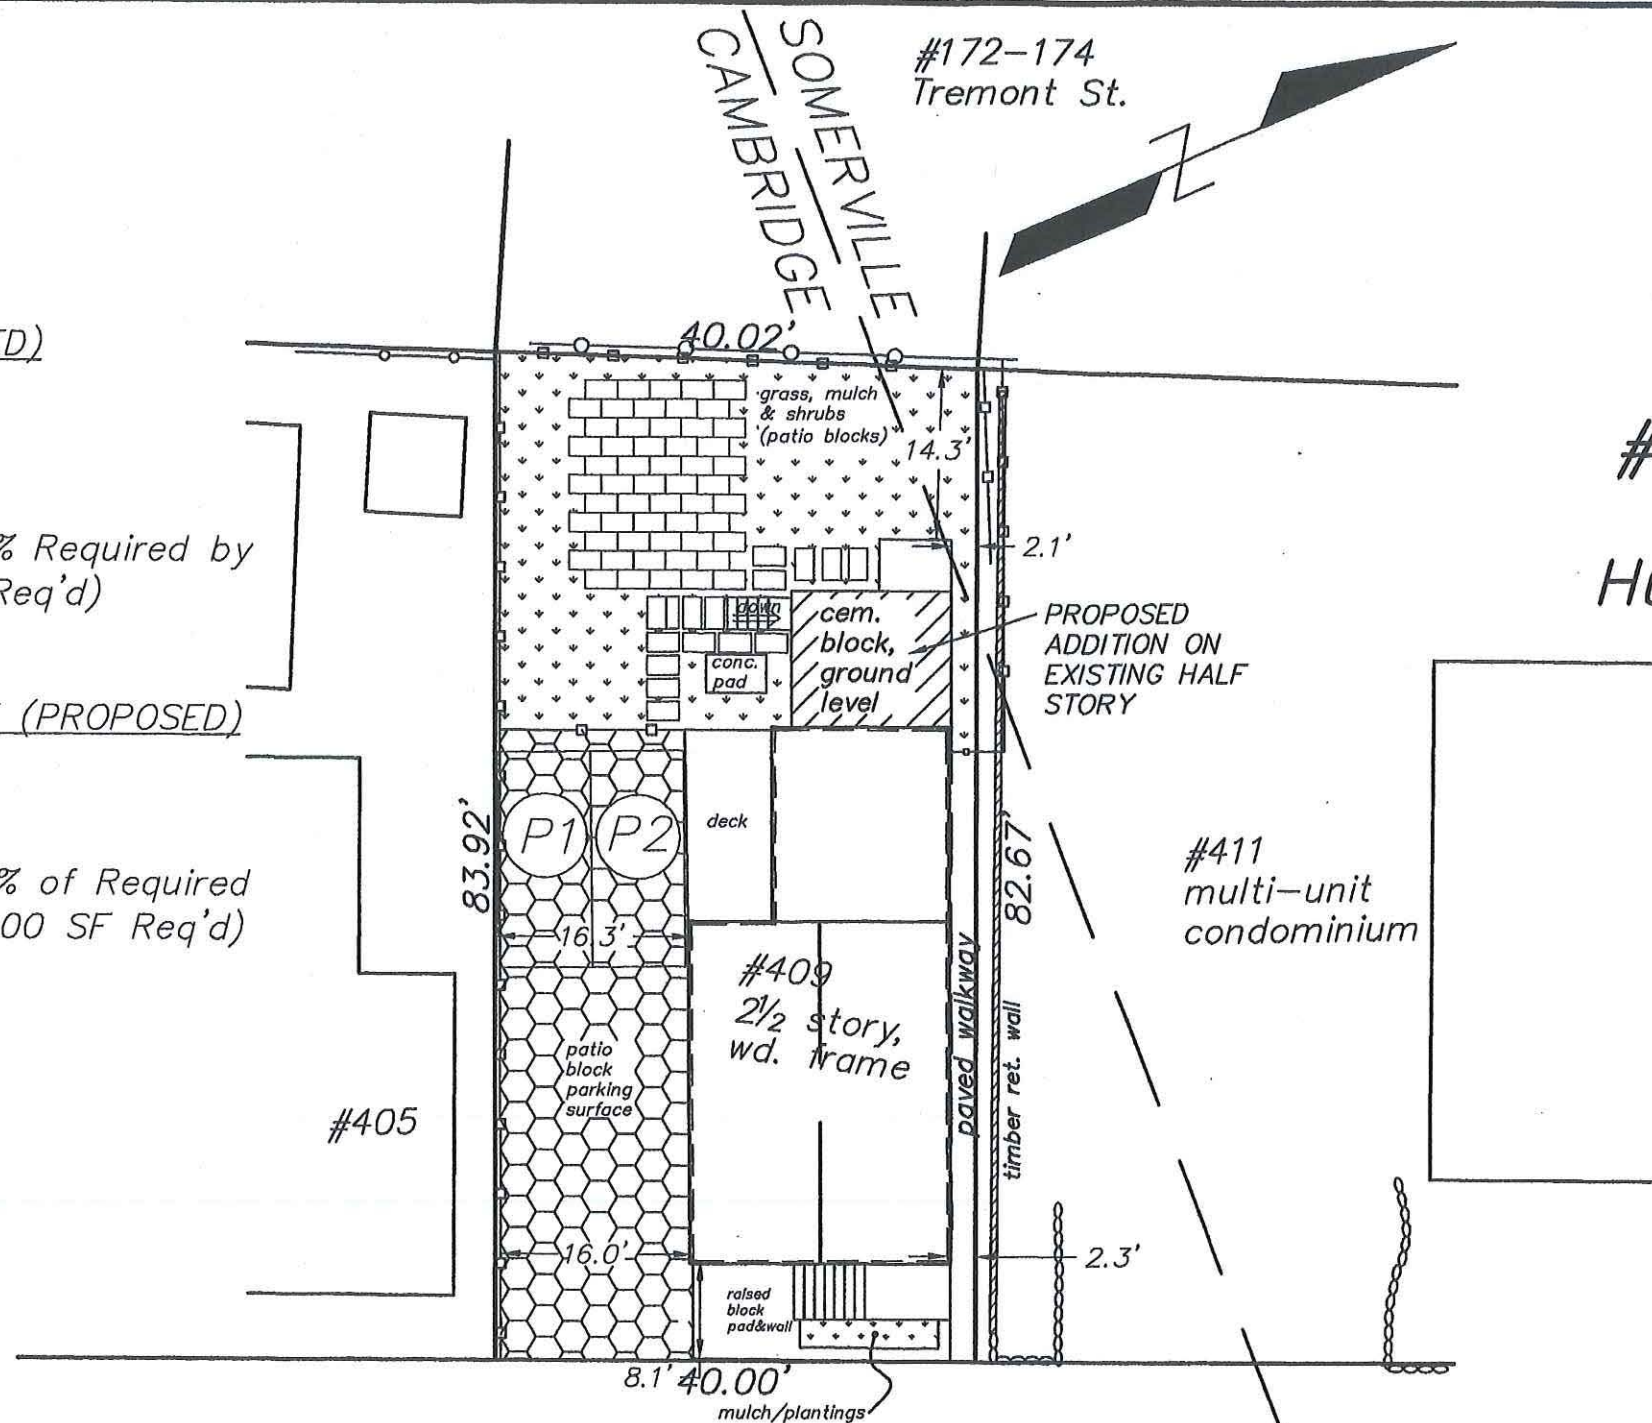 SOMERVILLE
CAMBRIDGE
#172-174
Tremont St.
Z
TD)
40.02'
grass, mulch
& shrubs
(patio blocks)
14.3'
#
% Required by
Req'd)
2.1'
down
cem.
block,
ground
level
conc.
pad
PROPOSED
ADDITION ON
EXISTING HALF
STORY
(PROPOSED)
P1
P2
deck
83.92'
82.67'
#411
multi-unit
condominium
% of Required
00 SF Req'd)
16.3'
#409
2½ story,
wd. frame
paved walkway
timber ret. wall
patio
block
parking
surface
#405
16.0'
2.3'
raised
block
pad&wall
8.1'
40.00'
mulch/plantings